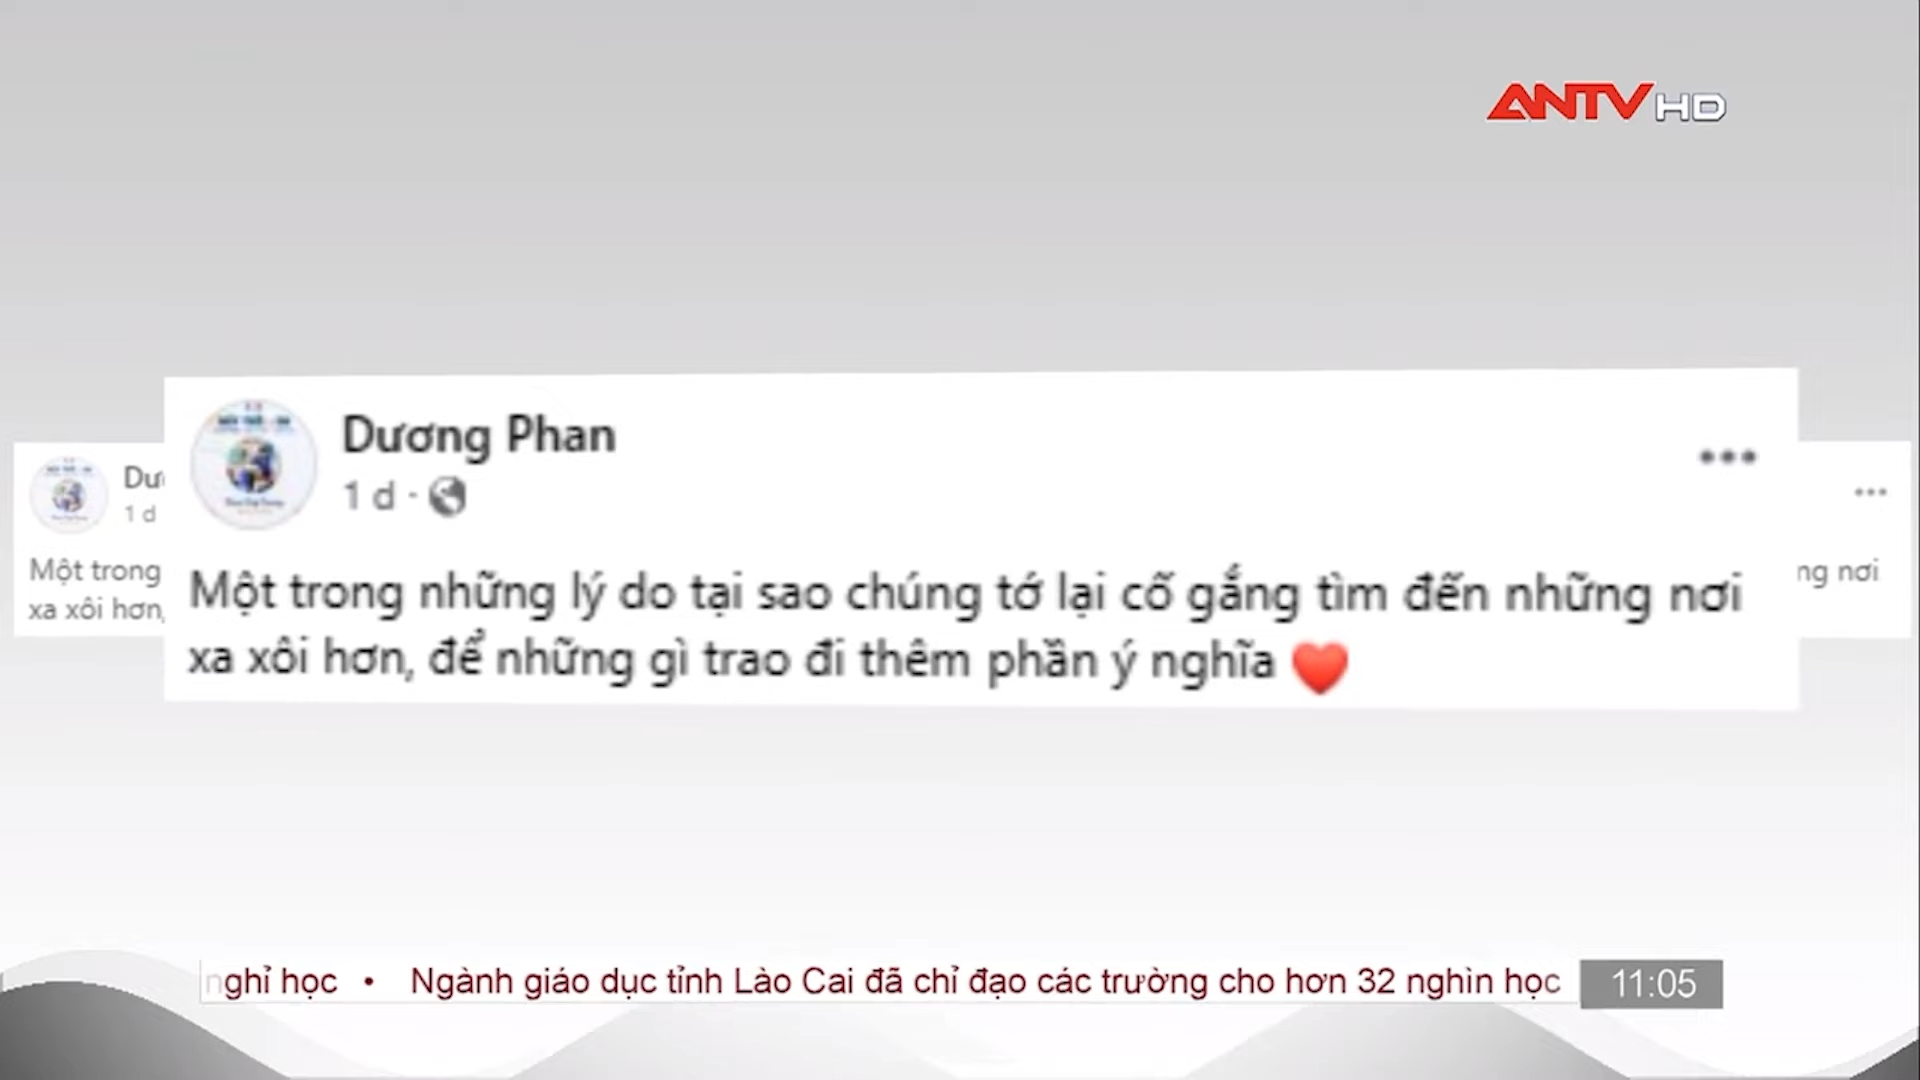 ANTV HD
Dương Phan
1 d
Một trong những lý do tại sao chúng tớ lại cố gắng tìm đến những nơi
xa xôi hơn, để những gì trao đi thêm phần ý nghĩa ❤️
Dư
1 d
Một trong
xa xôi hơn,
ng nơi
nghỉ học • Ngành giáo dục tỉnh Lào Cai đã chỉ đạo các trường cho hơn 32 nghìn học
11:05